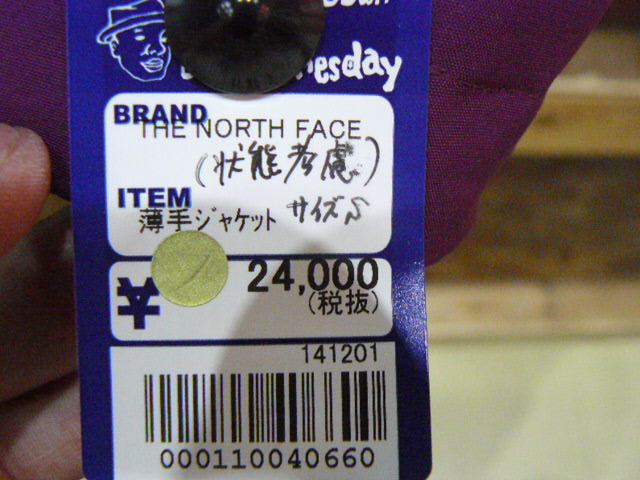 BRAND
THE NORTH FACE
(状態考慮)
ITEM
薄手ジャケット サイズS
¥ 24,000
(税抜)
141201
000110040660